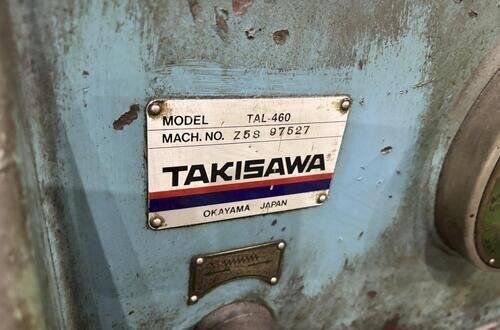 MODEL TAL-460
MACH. NO. Z5S 97527
TAKISAWA
OKAYAMA JAPAN